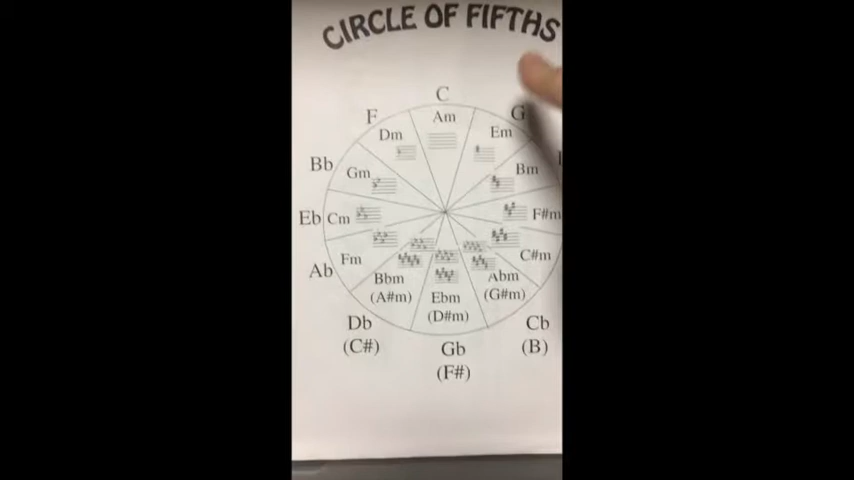 CIRCLE OF FIFTHS
C
F
G
Am
Dm
Em
Bb
Gm
Bm
Eb
Cm
F#m
Ab
Fm
C#m
Bbm
(A#m)
Ebm
(D#m)
Abm
(G#m)
Db
(C#)
Gb
(F#)
Cb
(B)